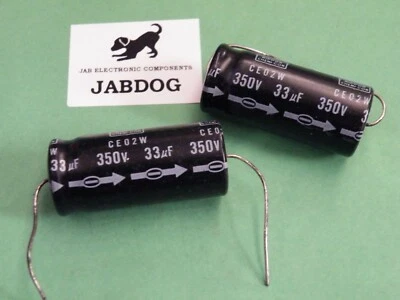 JAB ELECTRONIC COMPONENTS
JABDOG
CE02W
350V 33µF 350V
CE02W
33µF 350V 33µF 350V